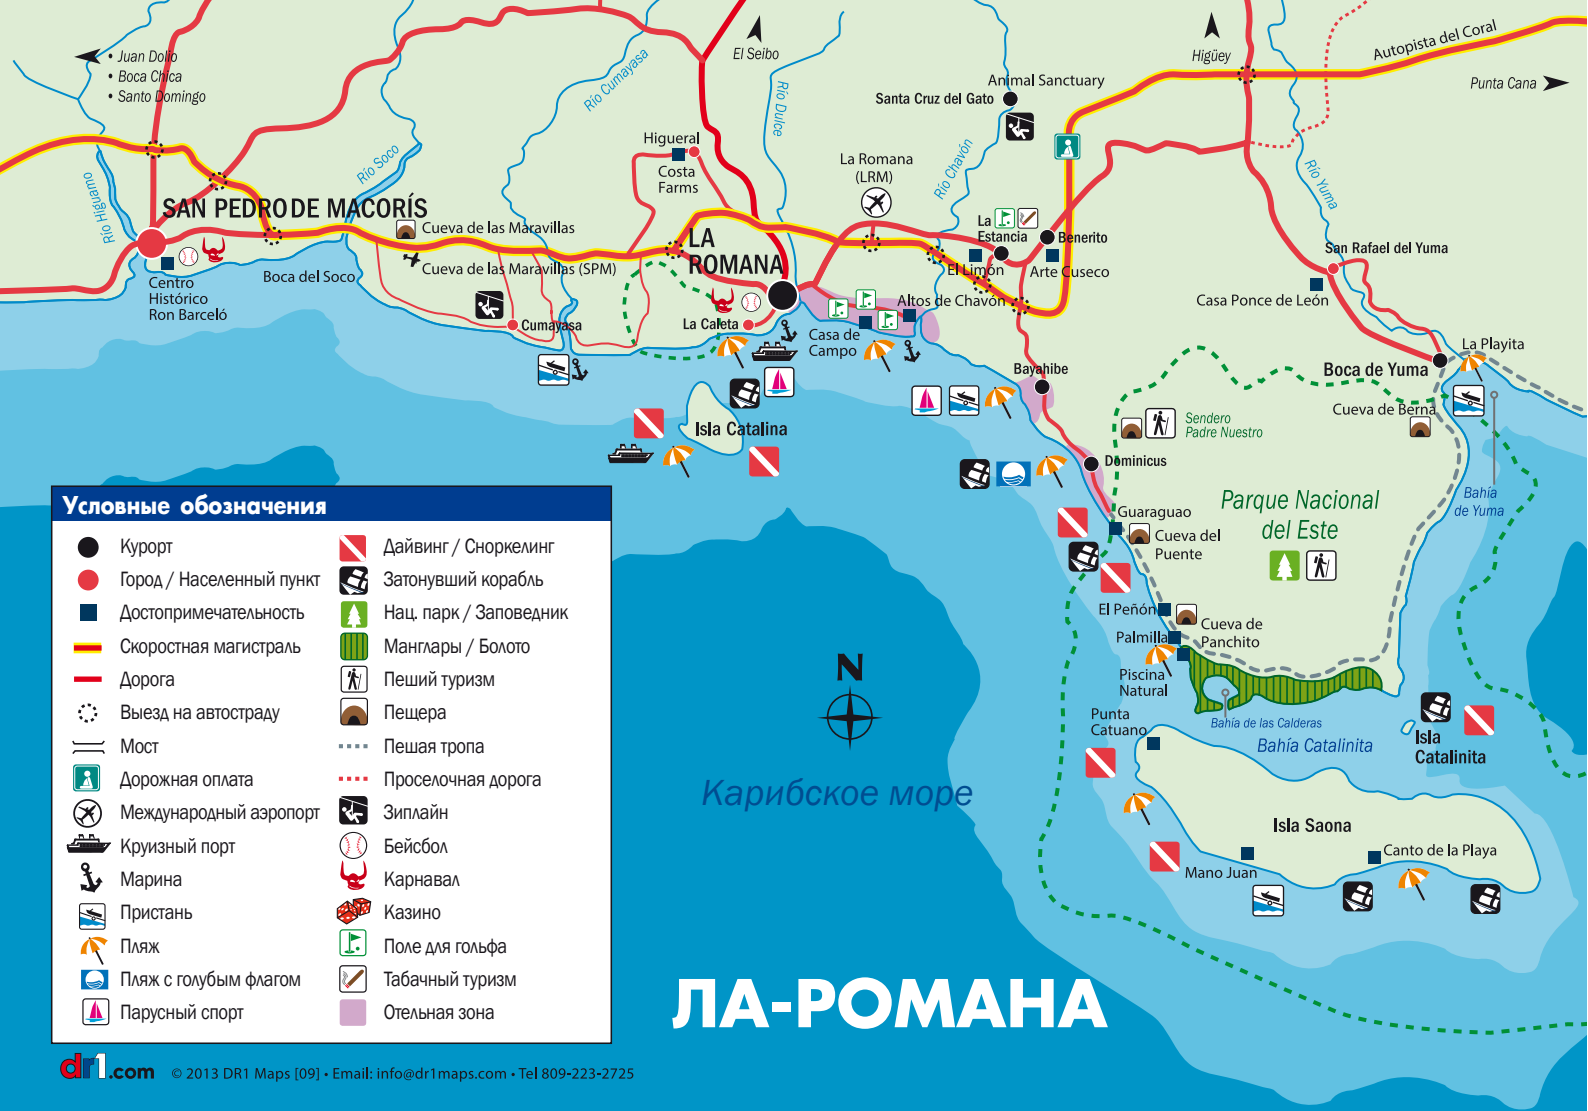 • Juan Dolio
• Boca Chica
• Santo Domingo
El Seibo
Higüey
Autopista del Coral
Punta Cana
Río Higuamo
Río Soco
Río Cumayasa
Río Dulce
Río Chavón
Río Yuma
Animal Sanctuary
Santa Cruz del Gato
Higueral
Costa
Farms
La Romana
(LRM)
SAN PEDRO DE MACORÍS
Cueva de las Maravillas
Cueva de las Maravillas (SPM)
LA
ROMANA
La
Estancia
Benerito
El Limón
Arte Cuseco
San Rafael del Yuma
Casa Ponce de León
Centro
Histórico
Ron Barceló
Boca del Soco
Cumayasa
La Caleta
Casa de
Campo
Altos de Chavón
La Playita
Boca de Yuma
Cueva de Berna
Bayahibe
Isla Catalina
Sendero
Padre Nuestro
Dominicus
Parque Nacional
del Este
Bahía
de Yuma
Guaraguao
Cueva del
Puente
El Peñón
Cueva de
Panchito
Palmilla
Piscina
Natural
Punta
Catuano
Bahía de las Calderas
Bahía Catalinita
Isla
Catalinita
Isla Saona
Mano Juan
Canto de la Playa
N
Карибское море
Условные обозначения
Курорт
Город / Населенный пункт
Достопримечательность
Скоростная магистраль
Дорога
Выезд на автостраду
Мост
Дорожная оплата
Международный аэропорт
Круизный порт
Марина
Пристань
Пляж
Пляж с голубым флагом
Парусный спорт
Дайвинг / Сноркелинг
Затонувший корабль
Нац. парк / Заповедник
Манглары / Болото
Пеший туризм
Пещера
Пешая тропа
Проселочная дорога
Зиплайн
Бейсбол
Карнавал
Казино
Поле для гольфа
Табачный туризм
Отельная зона
ЛА-РОМАНА
dr1.com © 2013 DR1 Maps [09] • Email: info@dr1maps.com • Tel 809-223-2725